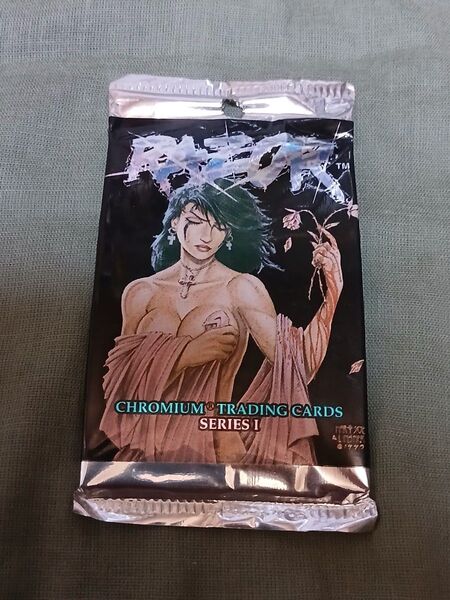 RAZOR™
CHROMIUM® TRADING CARDS
SERIES I